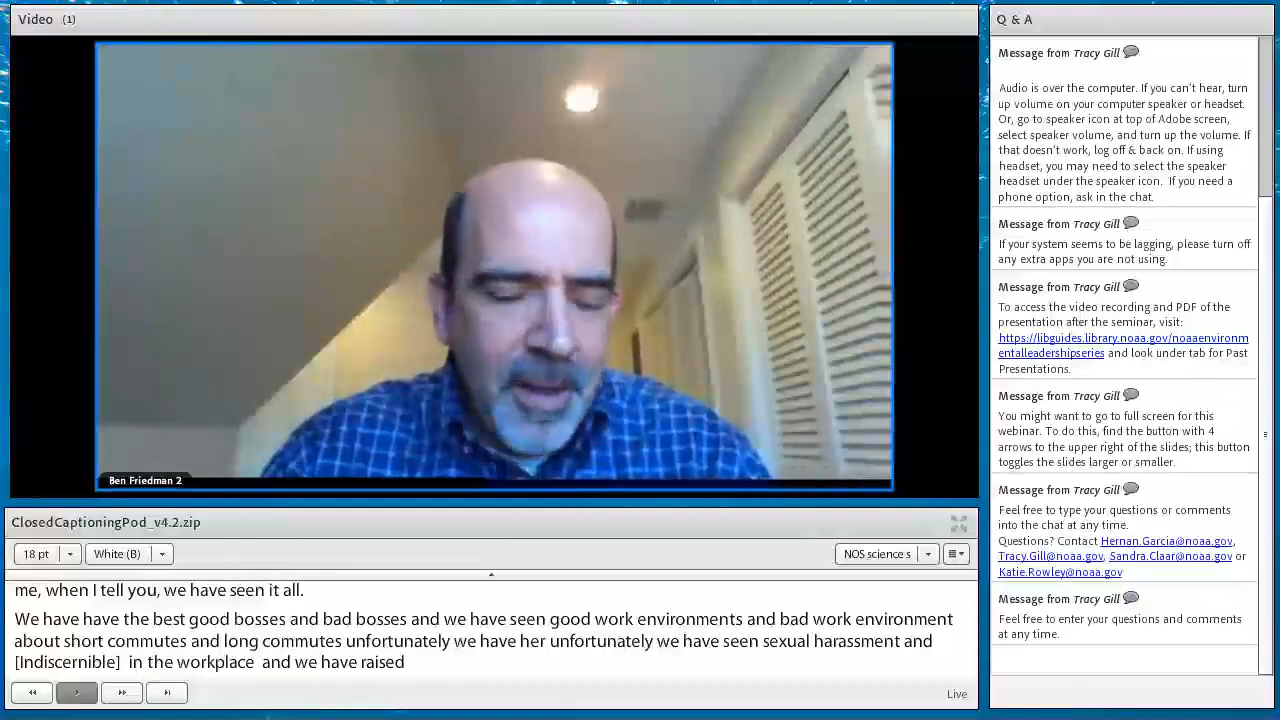 Video (1)
Ben Friedman 2
ClosedCaptioningPod_v4.2.zip
18 pt
White (B)
NOS science s
me, when I tell you, we have seen it all.
We have have the best good bosses and bad bosses and we have seen good work environments and bad work environment
about short commutes and long commutes unfortunately we have her unfortunately we have seen sexual harassment and
[Indiscernible]  in the workplace  and we have raised
Live
Q & A
Message from Tracy Gill
Audio is over the computer. If you can't hear, turn
up volume on your computer speaker or headset.
Or, go to speaker icon at top of Adobe screen,
select speaker volume, and turn up the volume. If
that doesn't work, log off & back on. If using
headset, you may need to select the speaker
headset under the speaker icon.  If you need a
phone option, ask in the chat.
Message from Tracy Gill
If your system seems to be lagging, please turn off
any extra apps you are not using.
Message from Tracy Gill
To access the video recording and PDF of the
presentation after the seminar, visit:
https://libguides.library.noaa.gov/noaaenvironm
entalleadershipseries and look under tab for Past
Presentations.
Message from Tracy Gill
You might want to go to full screen for this
webinar. To do this, find the button with 4
arrows to the upper right of the slides; this button
toggles the slides larger or smaller.
Message from Tracy Gill
Feel free to type your questions or comments
into the chat at any time.
Questions? Contact Hernan.Garcia@noaa.gov,
Tracy.Gill@noaa.gov, Sandra.Claar@noaa.gov or
Katie.Rowley@noaa.gov
Message from Tracy Gill
Feel free to enter your questions and comments
at any time.